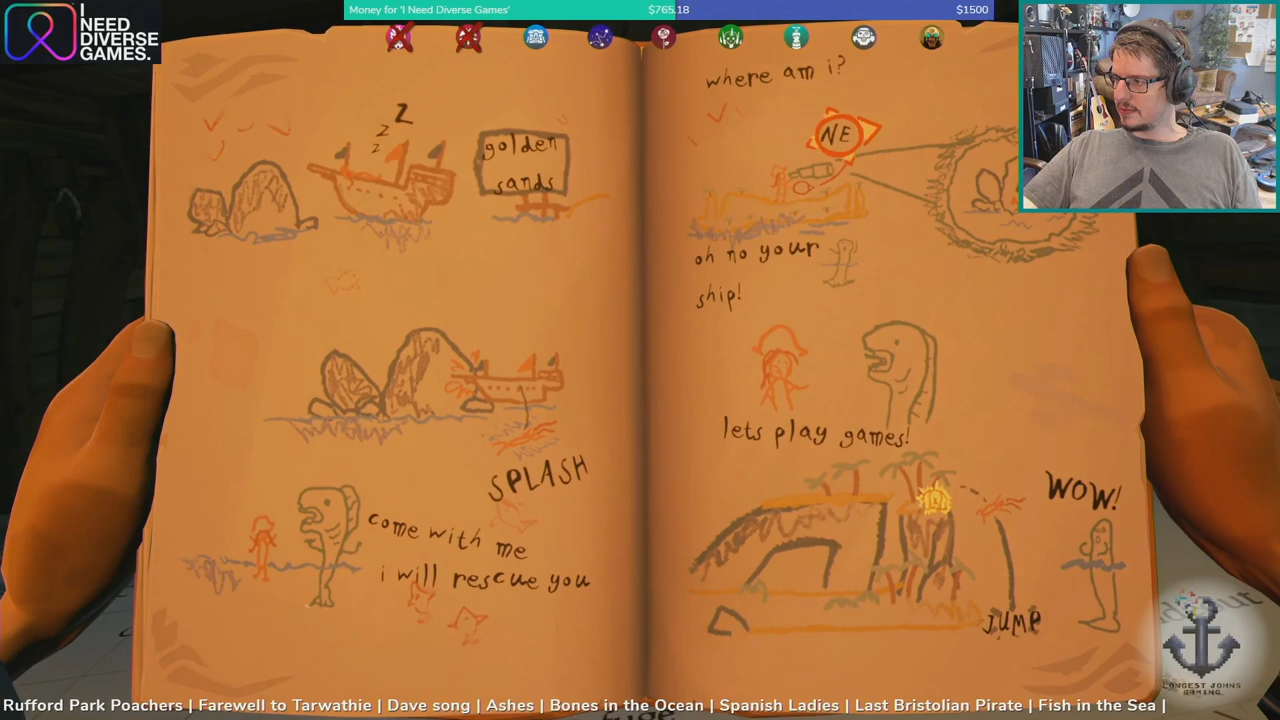 I
NEED
DIVERSE
GAMES.
Money for 'I Need Diverse Games'
$765.18
$1500
z
z
z
golden
sands
SPLASH
come with me
i will rescue you
where am i?
NE
oh no your
ship!
lets play games!
WOW!
JUMP
LONGEST JOHNS
GAMING
Rufford Park Poachers | Farewell to Tarwathie | Dave song | Ashes | Bones in the Ocean | Spanish Ladies | Last Bristolian Pirate | Fish in the Sea |